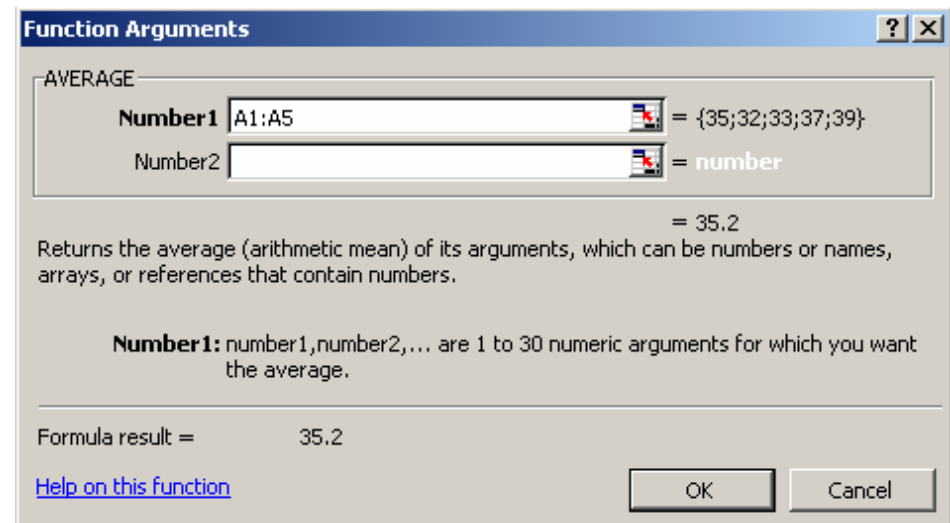 Function Arguments
AVERAGE
Number1 A1:A5 = {35;32;33;37;39}
Number2 = number
= 35.2
Returns the average (arithmetic mean) of its arguments, which can be numbers or names,
arrays, or references that contain numbers.
Number1: number1,number2,... are 1 to 30 numeric arguments for which you want
the average.
Formula result = 35.2
Help on this function OK Cancel